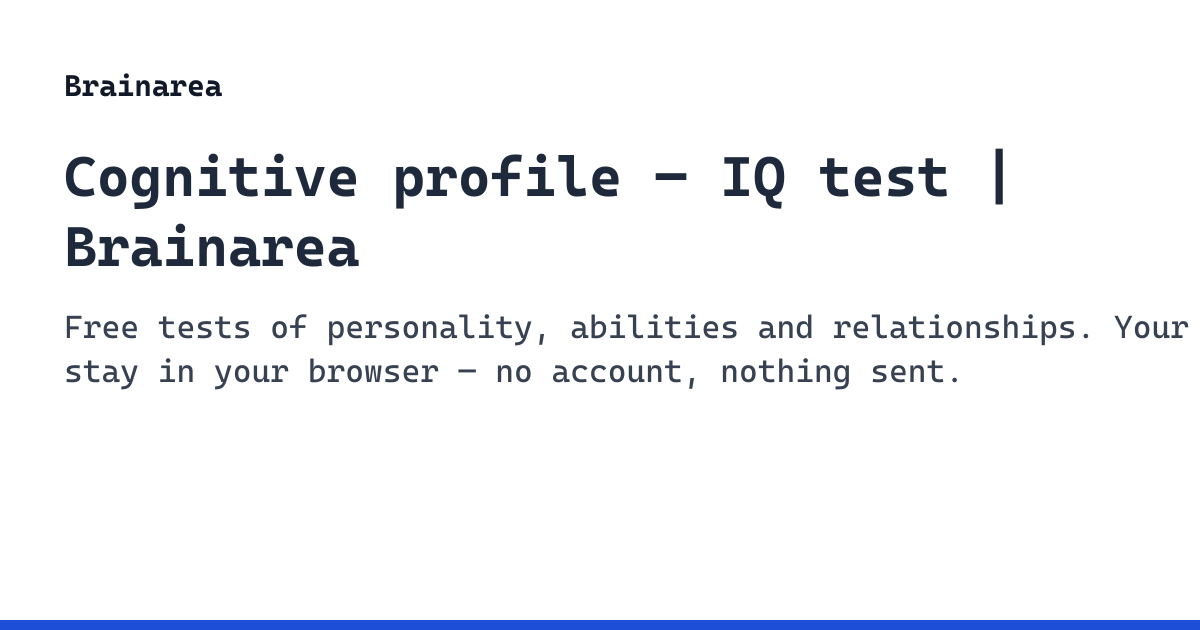 Brainarea
Cognitive profile — IQ test |
Brainarea
Free tests of personality, abilities and relationships. Your
stay in your browser — no account, nothing sent.